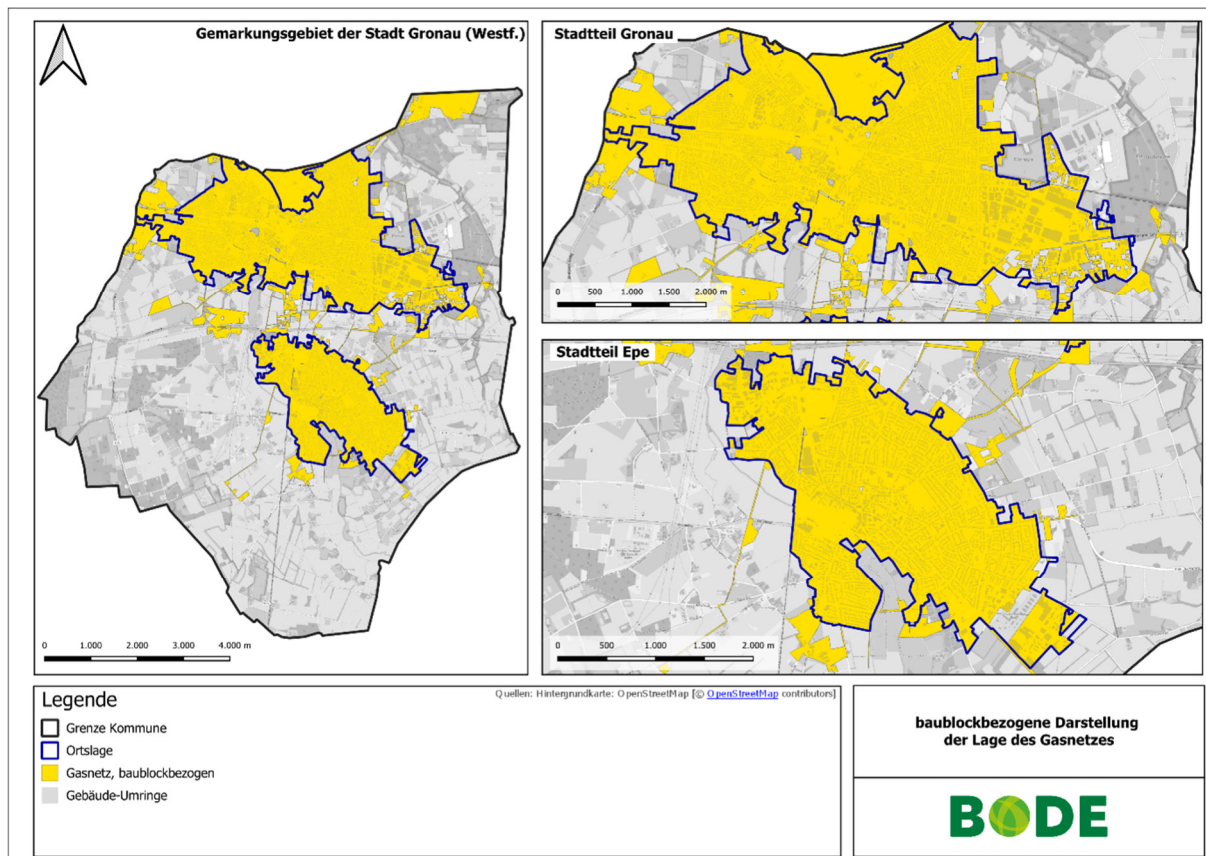 Gemarkungsgebiet der Stadt Gronau (Westf.)
0 1.000 2.000 3.000 4.000 m
Stadtteil Gronau
0 500 1.000 1.500 2.000 m
Stadtteil Epe
0 500 1.000 1.500 2.000 m
Legende
Grenze Kommune
Ortslage
Gasnetz, baublockbezogen
Gebäude-Umringe
Quellen: Hintergrundkarte: OpenStreetMap [© OpenStreetMap contributors]
baublockbezogene Darstellung
der Lage des Gasnetzes
BODE